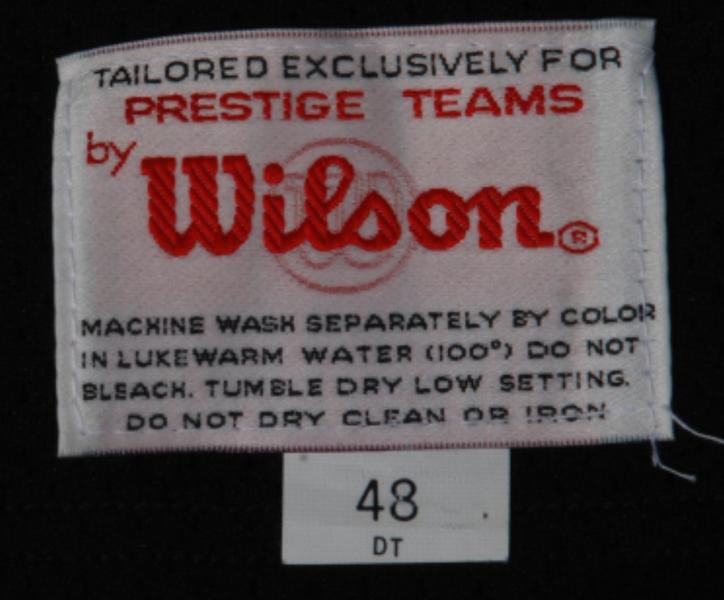 TAILORED EXCLUSIVELY FOR
PRESTIGE TEAMS
by Wilson®
MACHINE WASH SEPARATELY BY COLOR
IN LUKEWARM WATER (100°) DO NOT
BLEACH. TUMBLE DRY LOW SETTING.
DO NOT DRY CLEAN OR IRON
48
DT